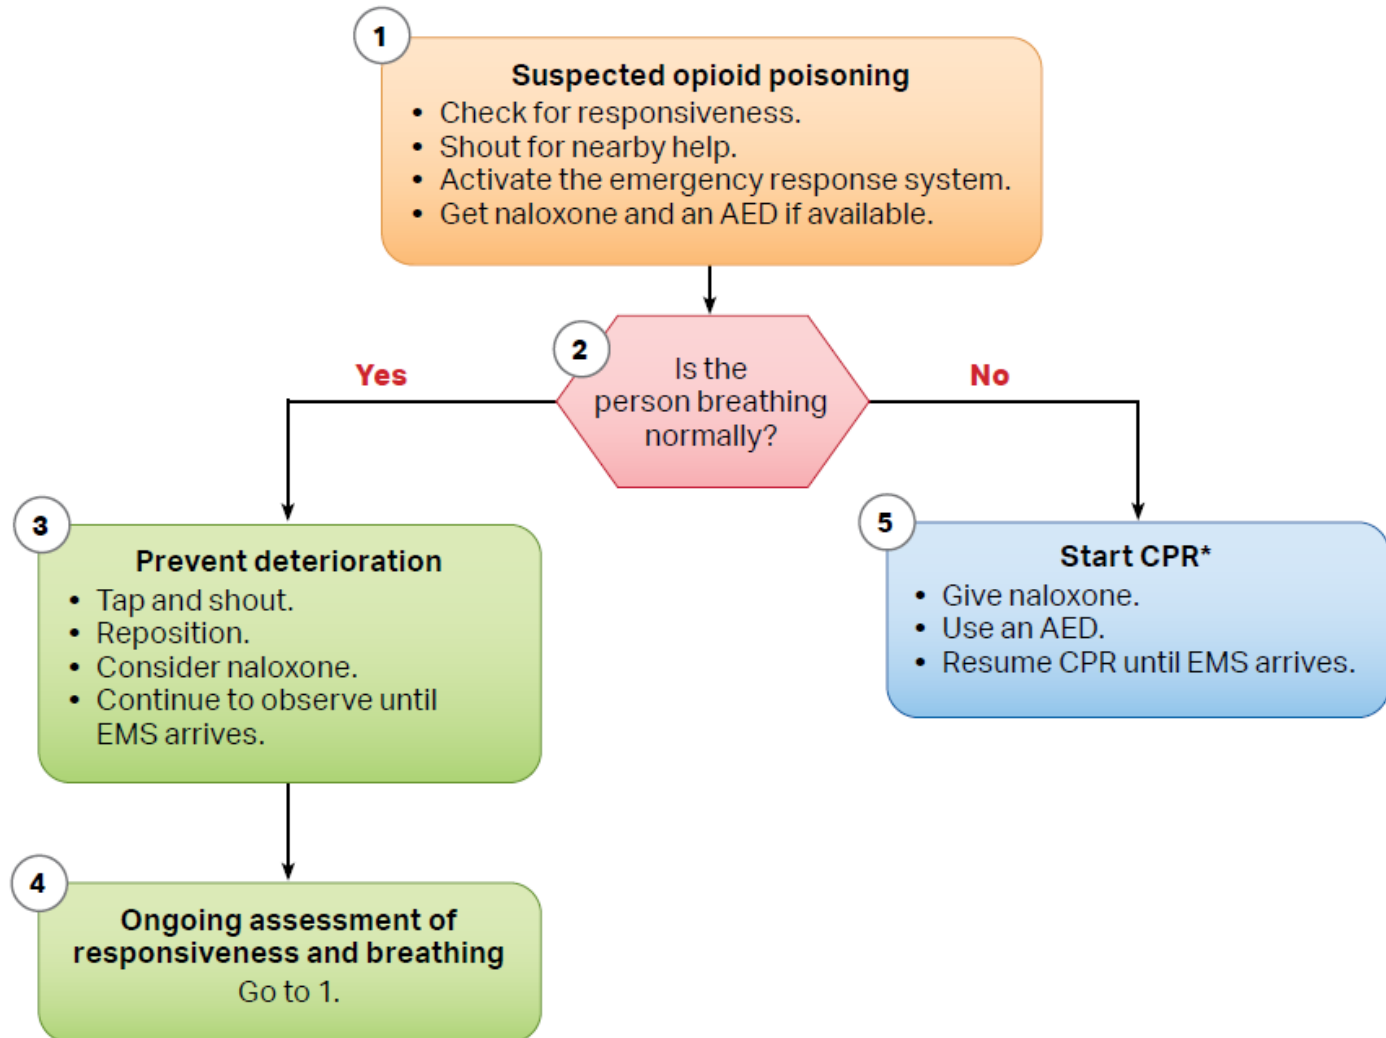 1
Suspected opioid poisoning
• Check for responsiveness.
• Shout for nearby help.
• Activate the emergency response system.
• Get naloxone and an AED if available.
2
Is the
person breathing
normally?
Yes
No
3
Prevent deterioration
• Tap and shout.
• Reposition.
• Consider naloxone.
• Continue to observe until
EMS arrives.
5
Start CPR*
• Give naloxone.
• Use an AED.
• Resume CPR until EMS arrives.
4
Ongoing assessment of
responsiveness and breathing
Go to 1.